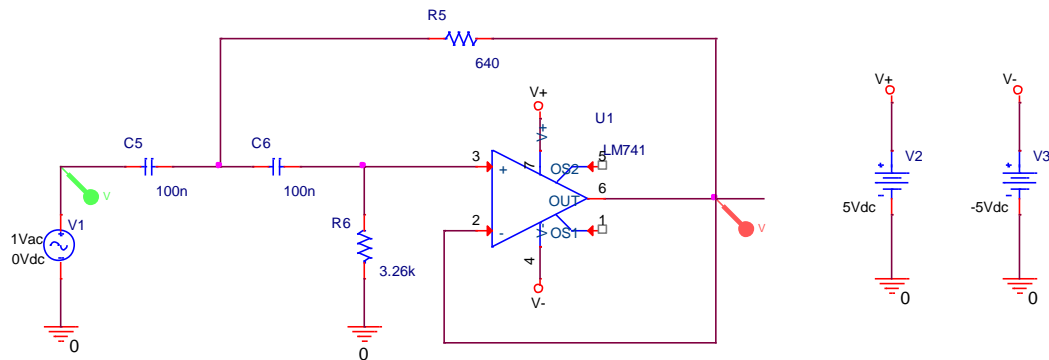 R5
640
V+
V+
V-
U1
C5
C6
V+
7
LM741
5
3
+
OS2
V2
V3
100n
100n
6
OUT
V
2
-
OS1
1
V
5Vdc
-5Vdc
V1
R6
V-
1Vac
0Vdc
3.26k
4
V-
0
0
0
0